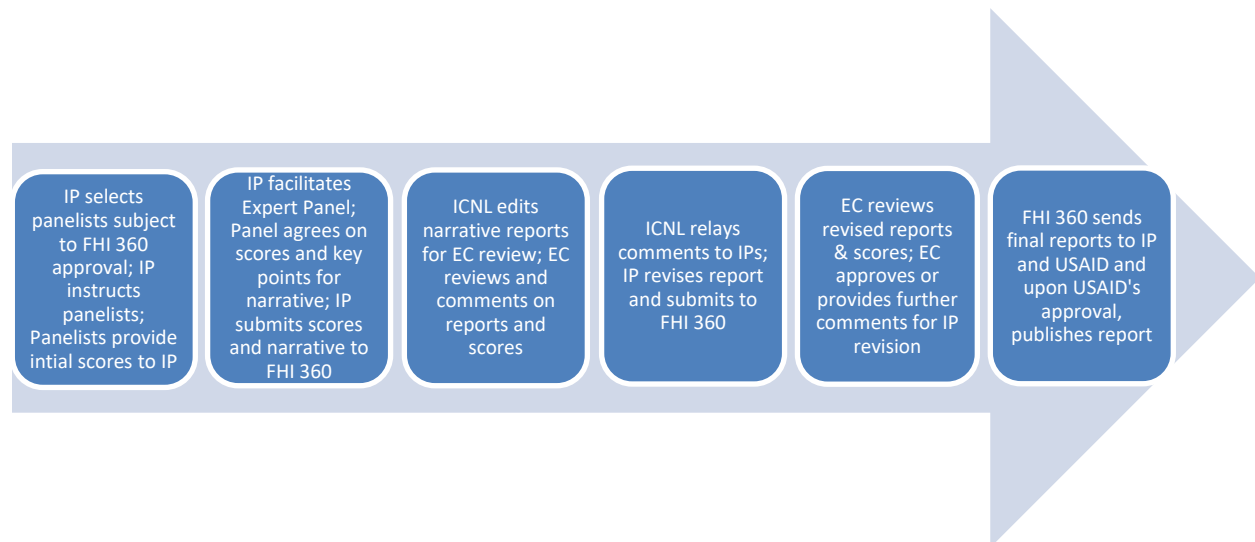 IP selects
panelists subject
to FHI 360
approval; IP
instructs
panelists;
Panelists provide
intial scores to IP
IP facilitates
Expert Panel;
Panel agrees on
scores and key
points for
narrative; IP
submits scores
and narrative to
FHI 360
ICNL edits
narrative reports
for EC review; EC
reviews and
comments on
reports and
scores
ICNL relays
comments to IPs;
IP revises report
and submits to
FHI 360
EC reviews
revised reports
& scores; EC
approves or
provides further
comments for IP
revision
FHI 360 sends
final reports to IP
and USAID and
upon USAID's
approval,
publishes report